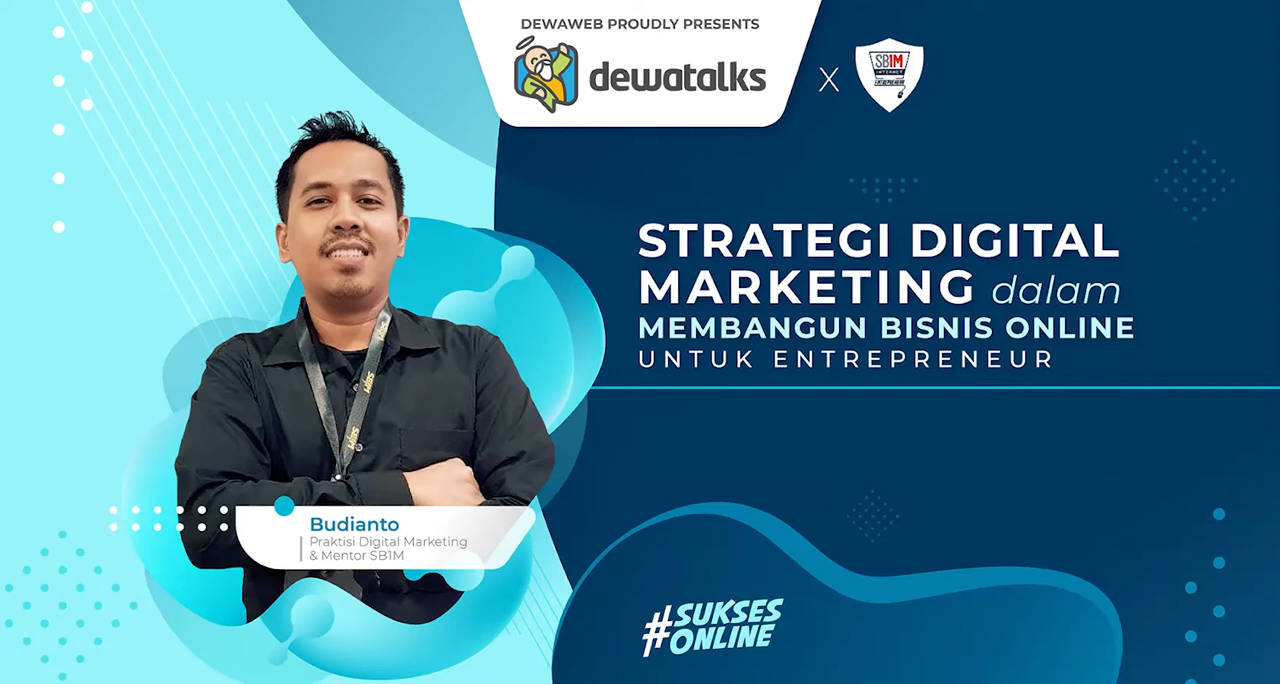 DEWAWEB PROUDLY PRESENTS
dewatalks
X
SB1M
INTERNET
STRATEGI DIGITAL
MARKETING dalam
MEMBANGUN BISNIS ONLINE
UNTUK ENTREPRENEUR
Budianto
Praktisi Digital Marketing
& Mentor SB1M
#SUKSES
ONLINE